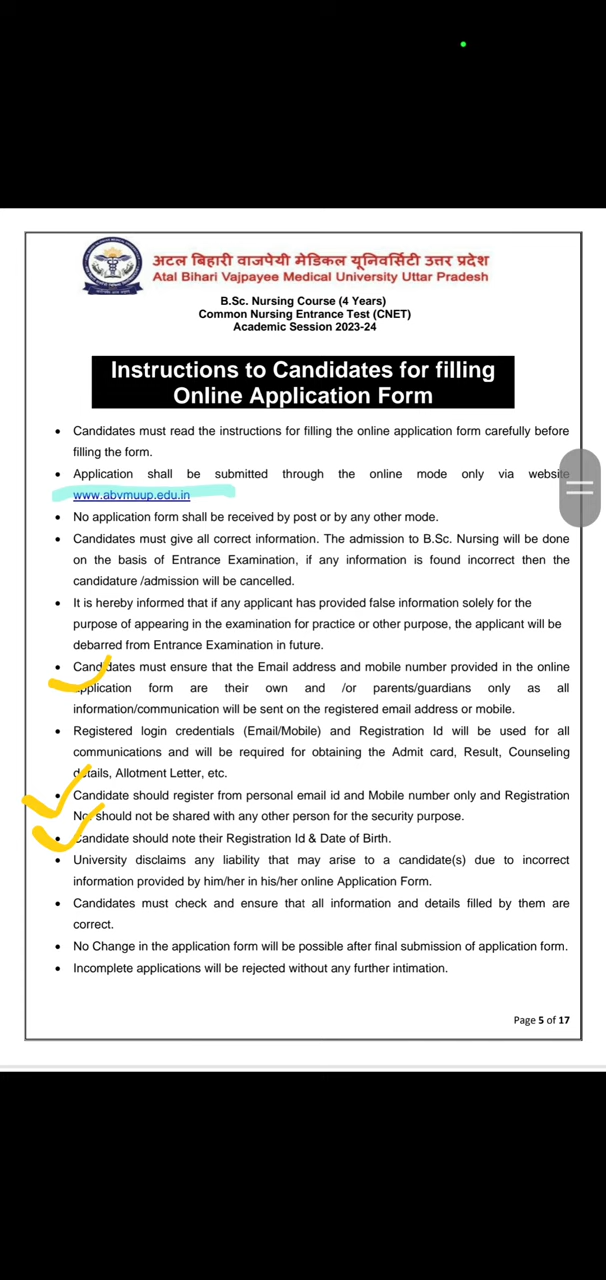 अटल बिहारी वाजपेयी मेडिकल यूनिवर्सिटी उत्तर प्रदेश
Atal Bihari Vajpayee Medical University Uttar Pradesh
B.Sc. Nursing Course (4 Years)
Common Nursing Entrance Test (CNET)
Academic Session 2023-24
Instructions to Candidates for filling
Online Application Form
• Candidates must read the instructions for filling the online application form carefully before
filling the form.
• Application shall be submitted through the online mode only via website
www.abvmuup.edu.in
• No application form shall be received by post or by any other mode.
• Candidates must give all correct information. The admission to B.Sc. Nursing will be done
on the basis of Entrance Examination, if any information is found incorrect then the
candidature /admission will be cancelled.
• It is hereby informed that if any applicant has provided false information solely for the
purpose of appearing in the examination for practice or other purpose, the applicant will be
debarred from Entrance Examination in future.
• Candidates must ensure that the Email address and mobile number provided in the online
application form are their own and /or parents/guardians only as all
information/communication will be sent on the registered email address or mobile.
• Registered login credentials (Email/Mobile) and Registration Id will be used for all
communications and will be required for obtaining the Admit card, Result, Counseling
details, Allotment Letter, etc.
• Candidate should register from personal email id and Mobile number only and Registration
No. should not be shared with any other person for the security purpose.
• Candidate should note their Registration Id & Date of Birth.
• University disclaims any liability that may arise to a candidate(s) due to incorrect
information provided by him/her in his/her online Application Form.
• Candidates must check and ensure that all information and details filled by them are
correct.
• No Change in the application form will be possible after final submission of application form.
• Incomplete applications will be rejected without any further intimation.
Page 5 of 17